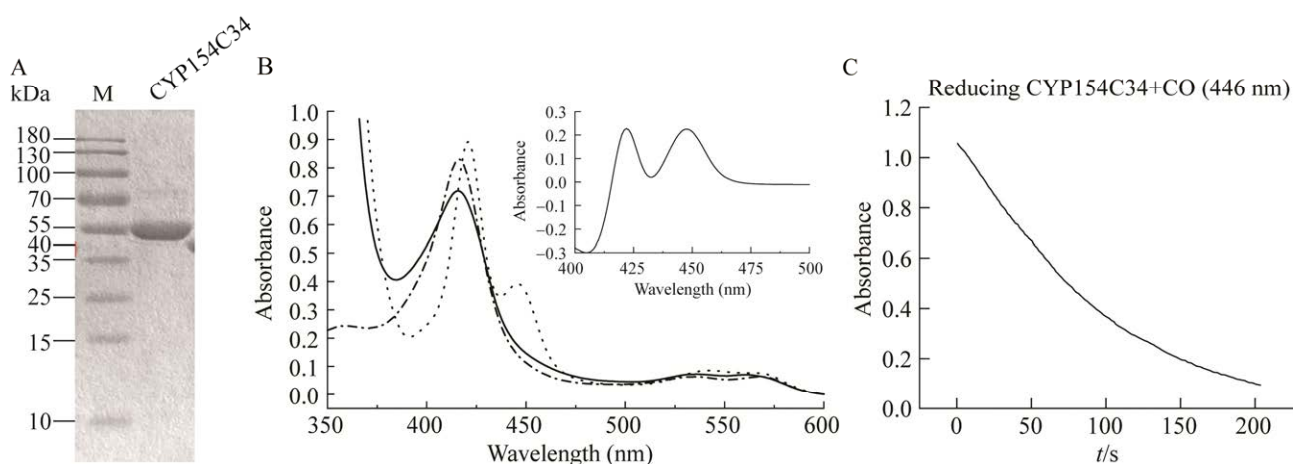 A
kDa
M
CYP154C34
180
130
100
70
55
40
35
25
15
10
B
Absorbance
1.0
0.9
0.8
0.7
0.6
0.5
0.4
0.3
0.2
0.1
0.0
350 400 450 500 550 600
Wavelength (nm)
Absorbance
0.5
0.4
0.3
0.2
0.1
0.0
–0.1
–0.2
–0.3
400 425 450 475 500
Wavelength (nm)
C
Reducing CYP154C34+CO (446 nm)
Absorbance
1.2
1.0
0.8
0.6
0.4
0.2
0.0
0 50 100 150 200
t/s